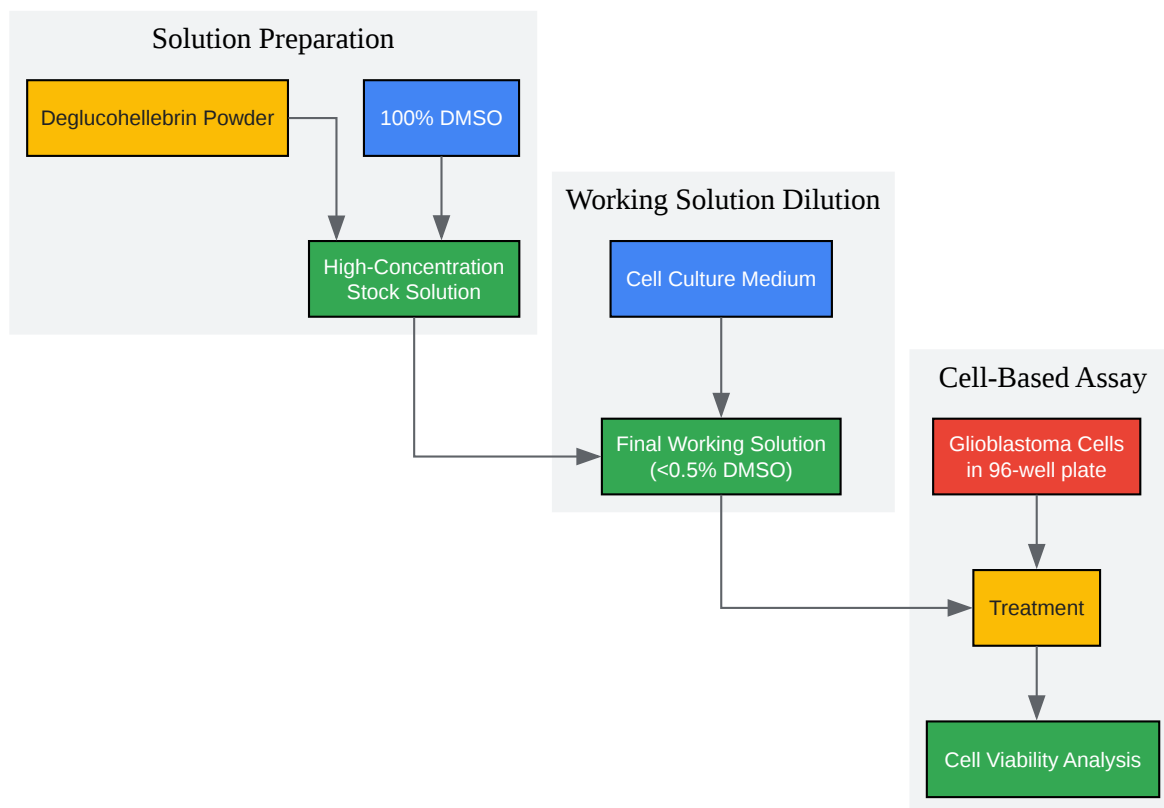 Solution Preparation
Deglucohellebrin Powder
100% DMSO
High-Concentration
Stock Solution
Working Solution Dilution
Cell Culture Medium
Final Working Solution
(<0.5% DMSO)
Cell-Based Assay
Glioblastoma Cells
in 96-well plate
Treatment
Cell Viability Analysis